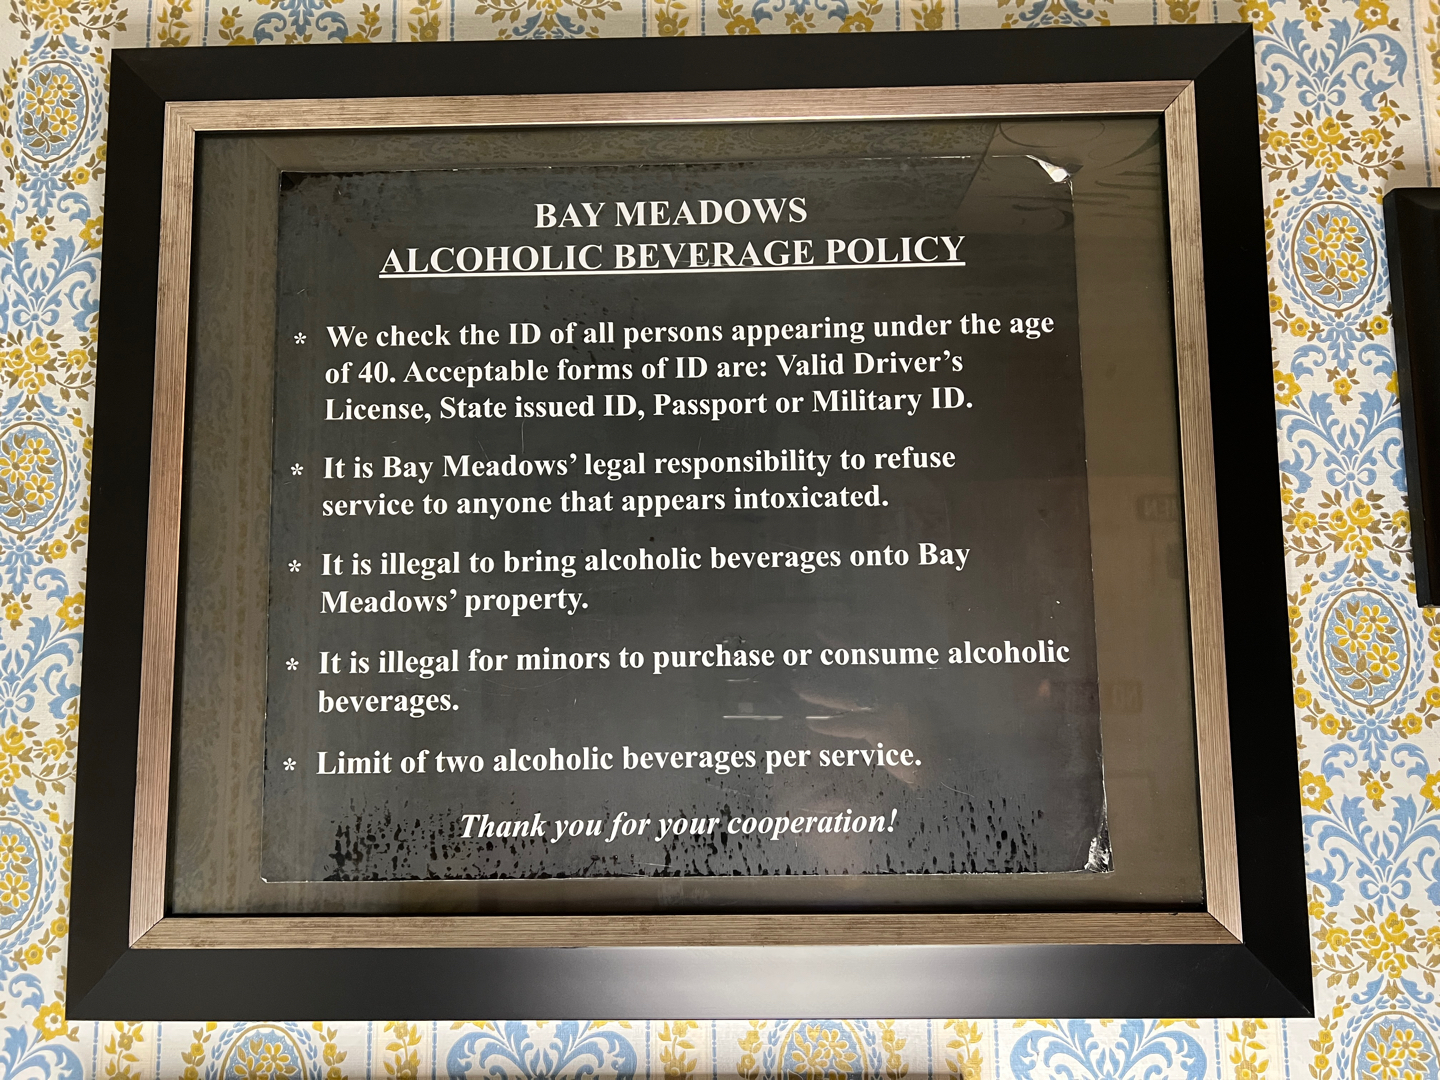 BAY MEADOWS
ALCOHOLIC BEVERAGE POLICY
* We check the ID of all persons appearing under the age
of 40. Acceptable forms of ID are: Valid Driver's
License, State issued ID, Passport or Military ID.
* It is Bay Meadows' legal responsibility to refuse
service to anyone that appears intoxicated.
* It is illegal to bring alcoholic beverages onto Bay
Meadows' property.
* It is illegal for minors to purchase or consume alcoholic
beverages.
* Limit of two alcoholic beverages per service.
Thank you for your cooperation!